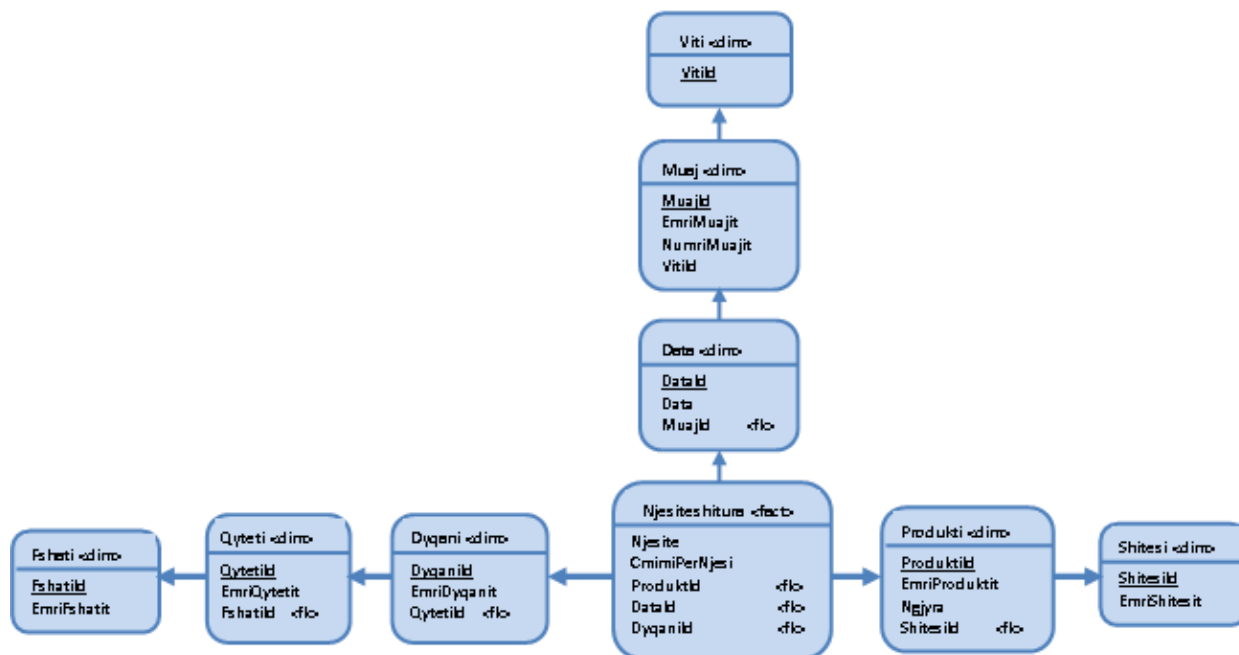 Viti <dim>
VitiId
Muaj <dim>
MuajId
EmriMuajit
NumriMuajit
VitiId
Data <dim>
DataId
Data
MuajId <fk>
Fshati <dim>
FshatiId
EmriFshatit
Qyteti <dim>
QytetiId
EmriQytetit
FshatiId <fk>
Dyqani <dim>
DyqaniId
EmriDyqanit
QytetiId <fk>
Njesiteshitura <fact>
Njesite
CmimiPerNjesi
ProduktId <fk>
DataId <fk>
DyqaniId <fk>
Produkti <dim>
ProduktiId
EmriProduktit
Ngjyra
ShitesiId <fk>
Shitesi <dim>
ShitesiId
EmriShitesit